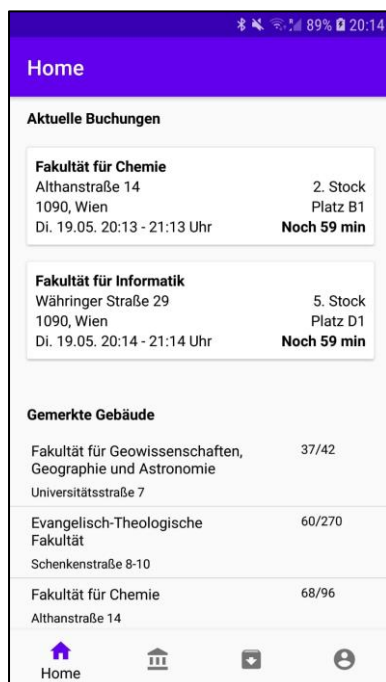 89% 20:14
Home
Aktuelle Buchungen
Fakultät für Chemie
Althanstraße 14 2. Stock
1090, Wien Platz B1
Di. 19.05. 20:13 - 21:13 Uhr Noch 59 min
Fakultät für Informatik
Währinger Straße 29 5. Stock
1090, Wien Platz D1
Di. 19.05. 20:14 - 21:14 Uhr Noch 59 min
Gemerkte Gebäude
Fakultät für Geowissenschaften, 37/42
Geographie und Astronomie
Universitätsstraße 7
Evangelisch-Theologische 60/270
Fakultät
Schenkenstraße 8-10
Fakultät für Chemie 68/96
Althanstraße 14
Home